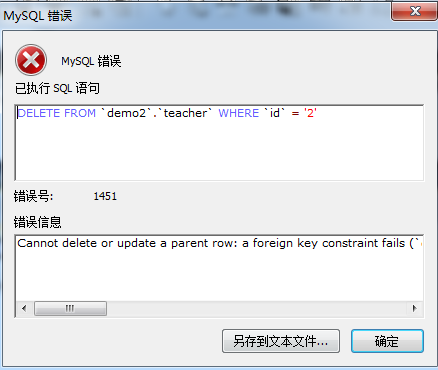 MySQL 错误
MySQL 错误
已执行 SQL 语句
DELETE FROM `demo2`.`teacher` WHERE `id` = '2'
错误号: 1451
错误信息
Cannot delete or update a parent row: a foreign key constraint fails (`
另存到文本文件...
确定